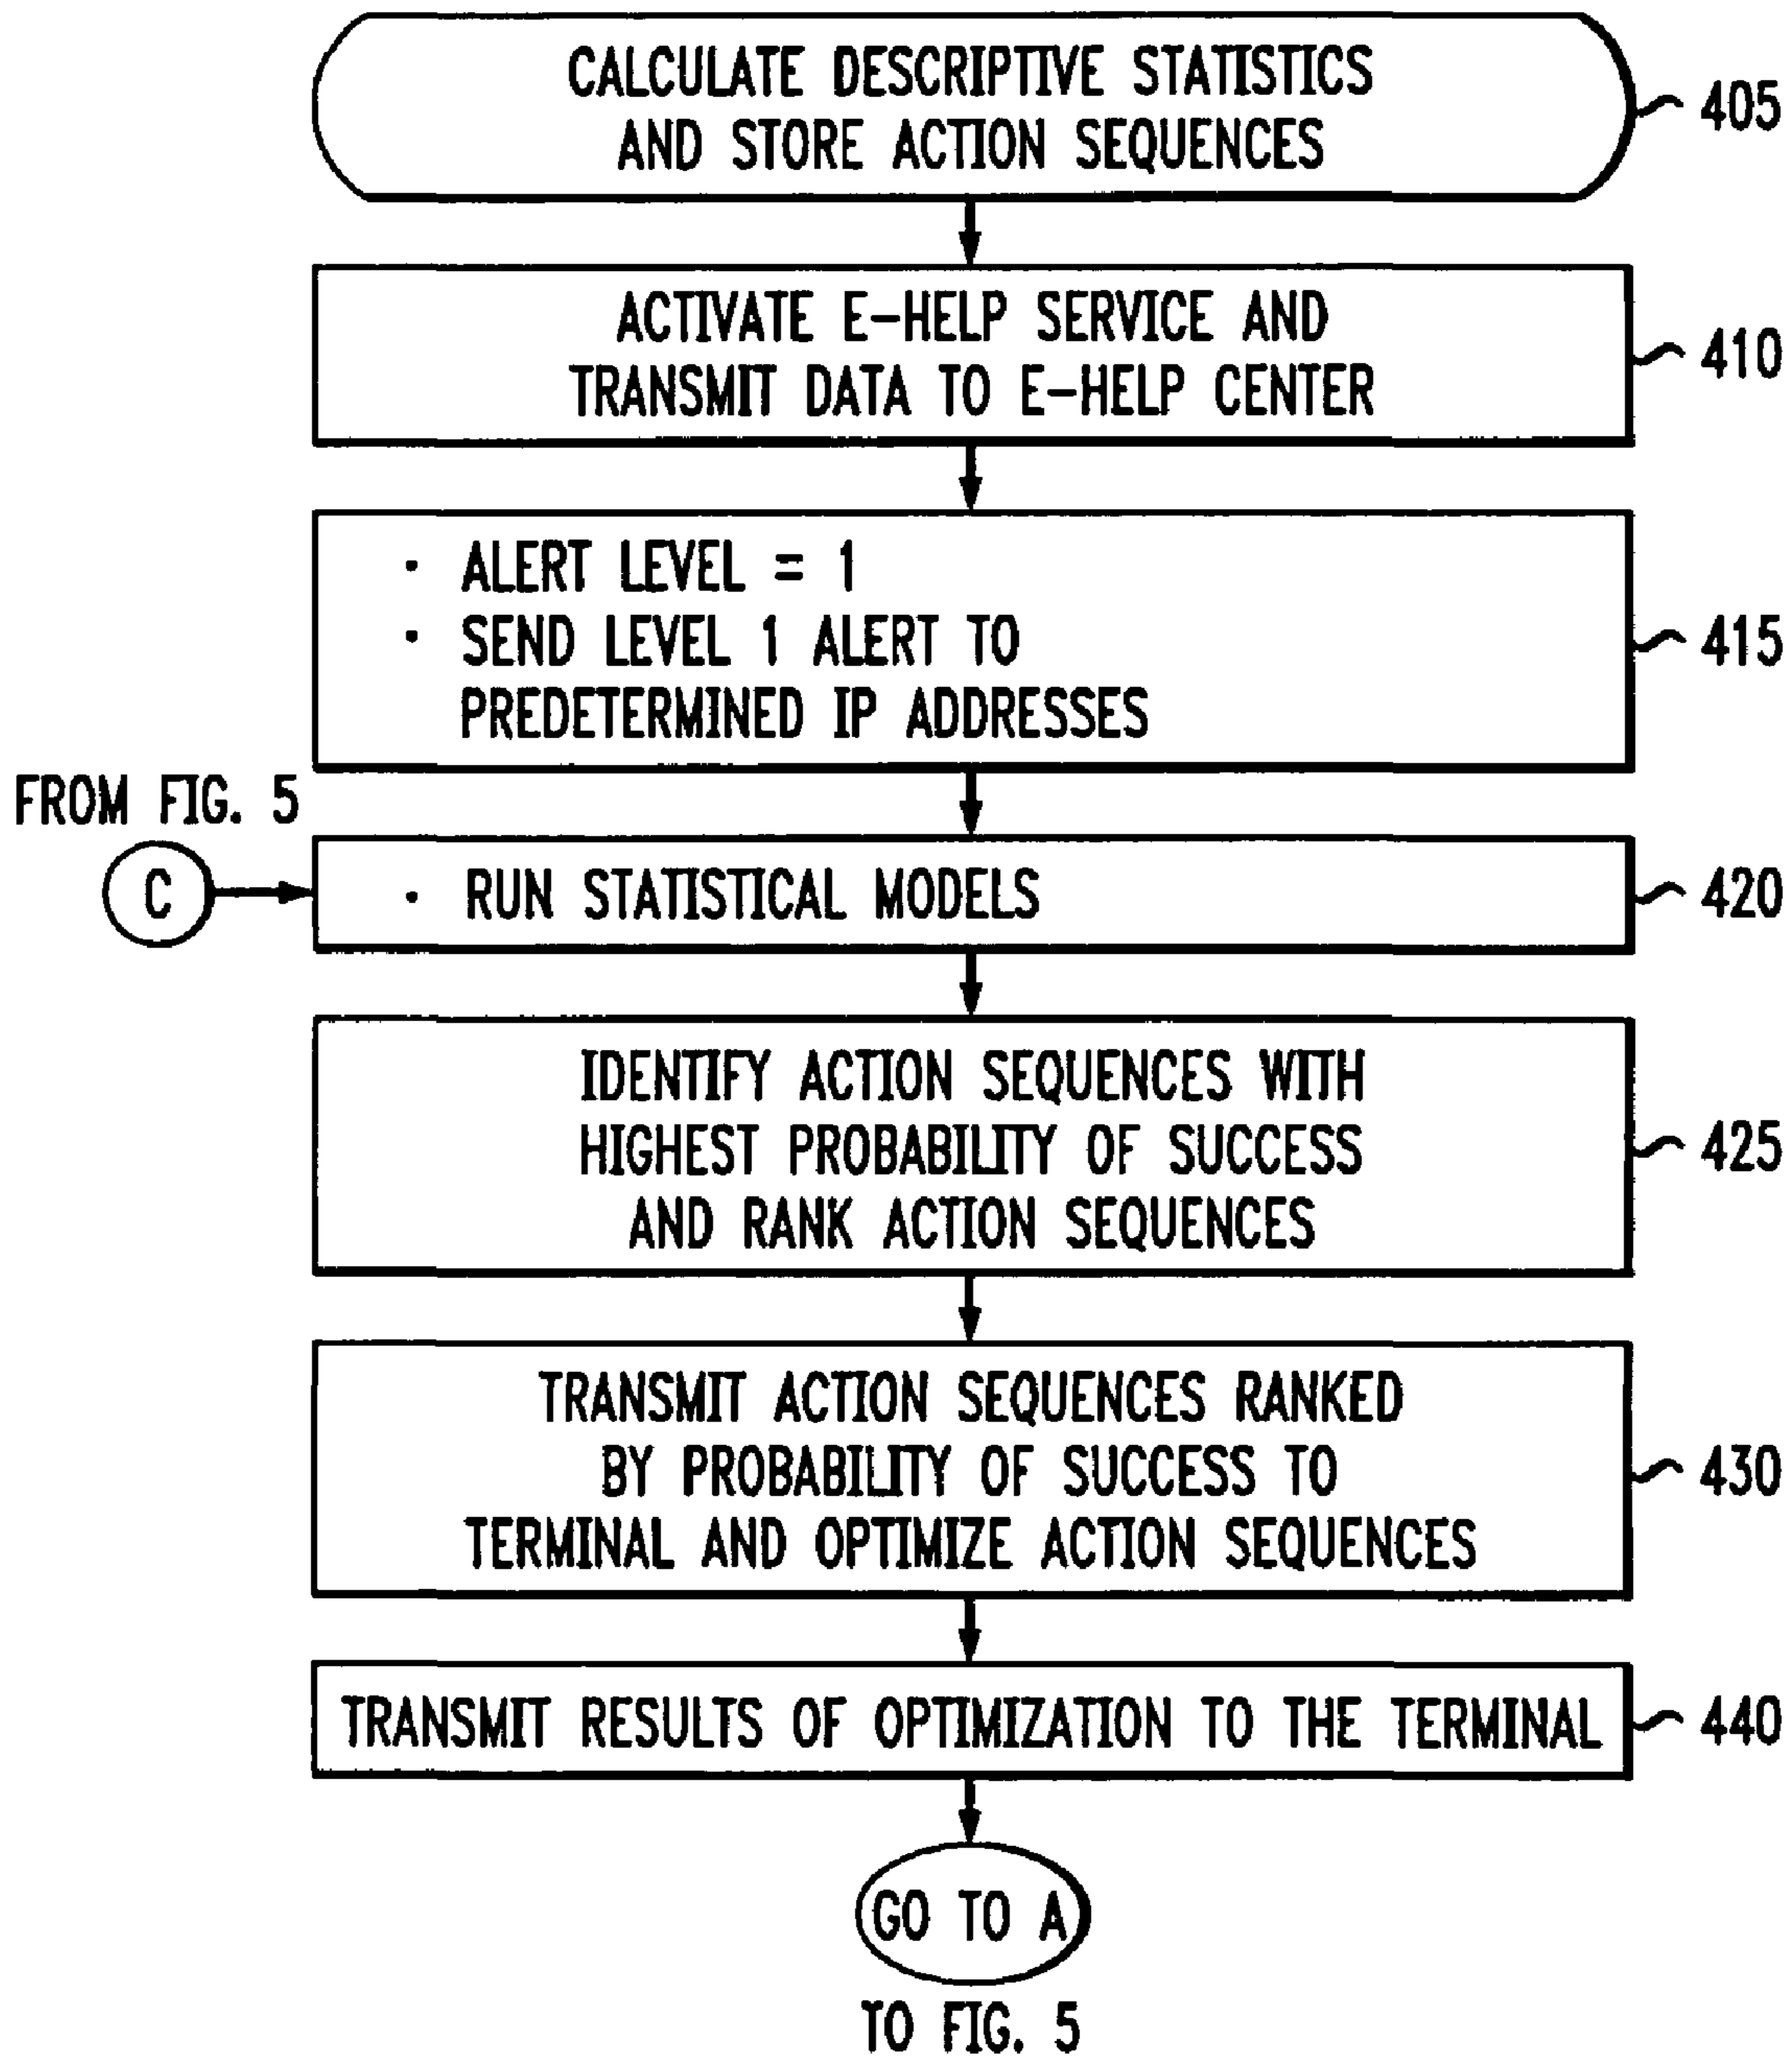 CALCULATE DESCRIPTIVE STATISTICS
AND STORE ACTION SEQUENCES
405
ACTIVATE E-HELP SERVICE AND
TRANSMIT DATA TO E-HELP CENTER
410
· ALERT LEVEL = 1
· SEND LEVEL 1 ALERT TO
PREDETERMINED IP ADDRESSES
415
FROM FIG. 5
C
· RUN STATISTICAL MODELS
420
IDENTIFY ACTION SEQUENCES WITH
HIGHEST PROBABILITY OF SUCCESS
AND RANK ACTION SEQUENCES
425
TRANSMIT ACTION SEQUENCES RANKED
BY PROBABILITY OF SUCCESS TO
TERMINAL AND OPTIMIZE ACTION SEQUENCES
430
TRANSMIT RESULTS OF OPTIMIZATION TO THE TERMINAL
440
GO TO A
TO FIG. 5